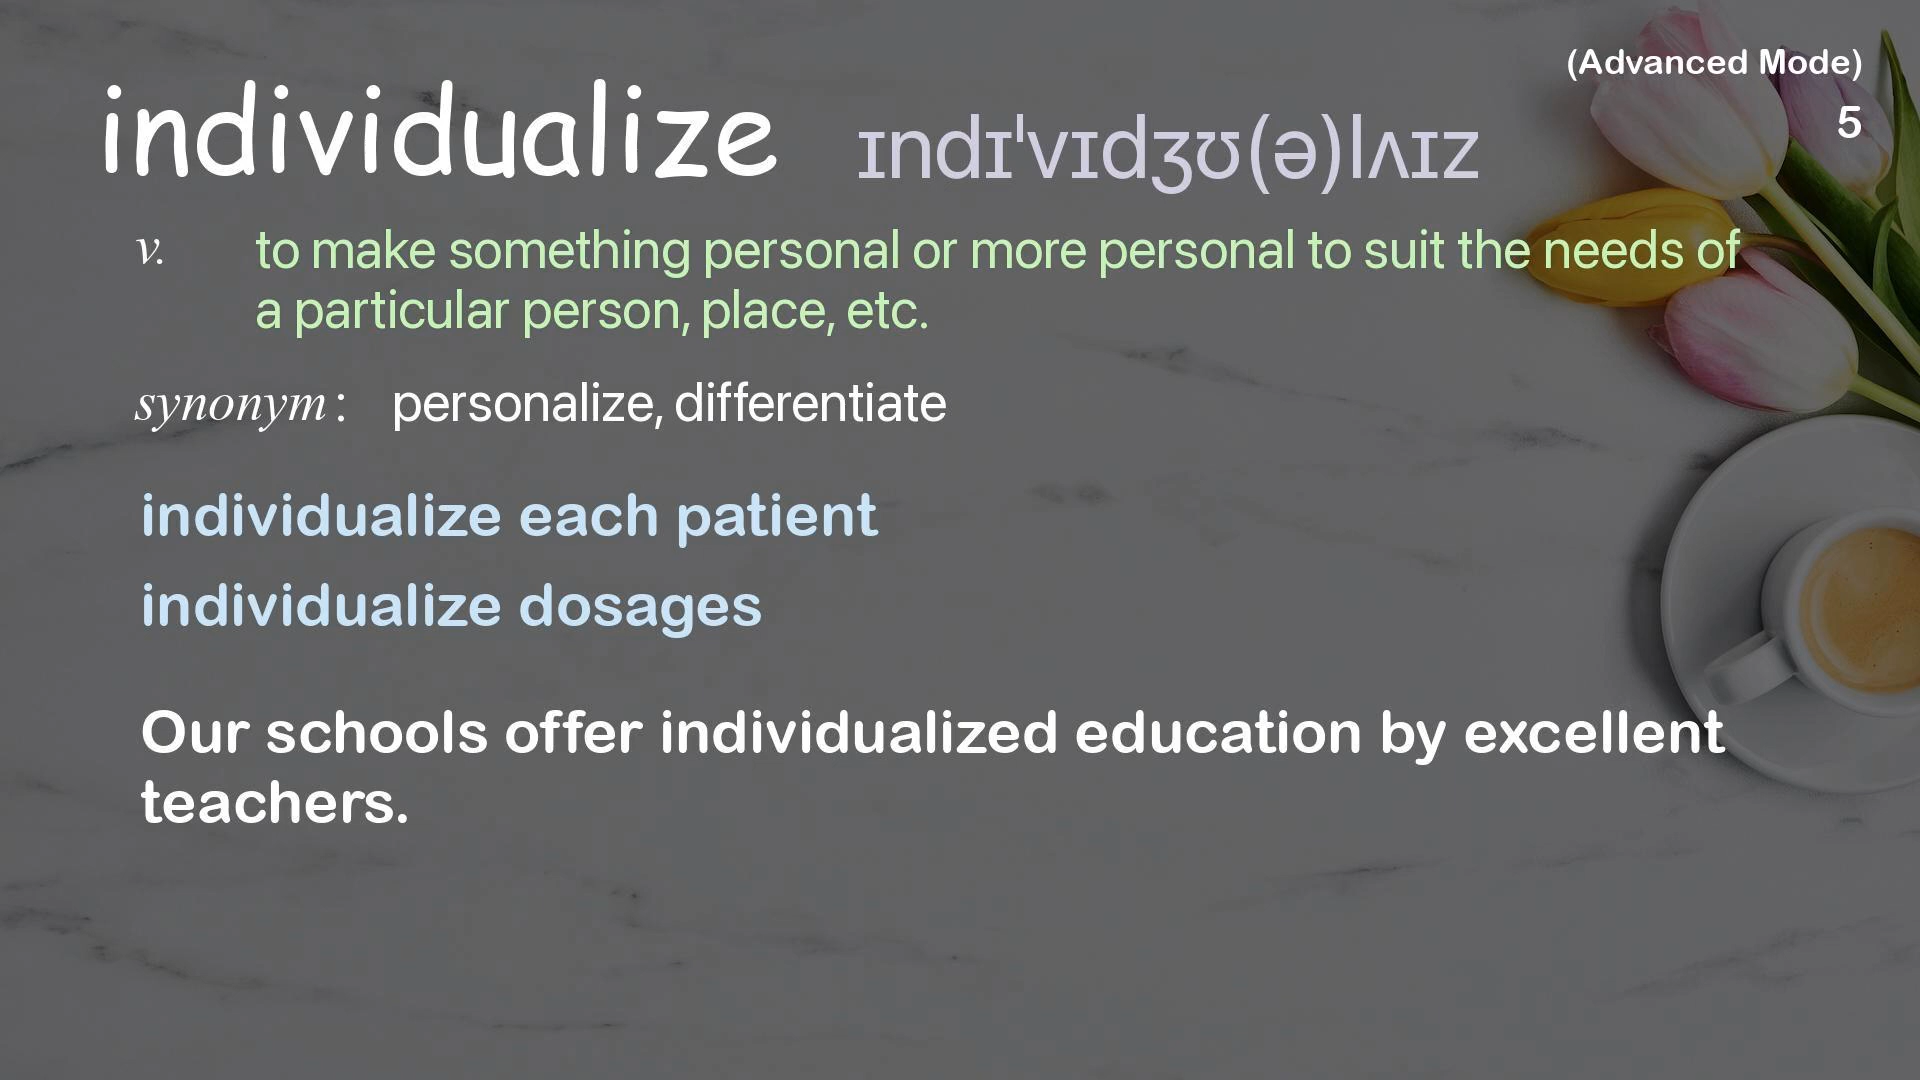 (Advanced Mode)
individualize ɪndɪˈvɪdʒʊ(ə)lʌɪz
5
v. to make something personal or more personal to suit the needs of
a particular person, place, etc.
synonym: personalize, differentiate
individualize each patient
individualize dosages
Our schools offer individualized education by excellent
teachers.